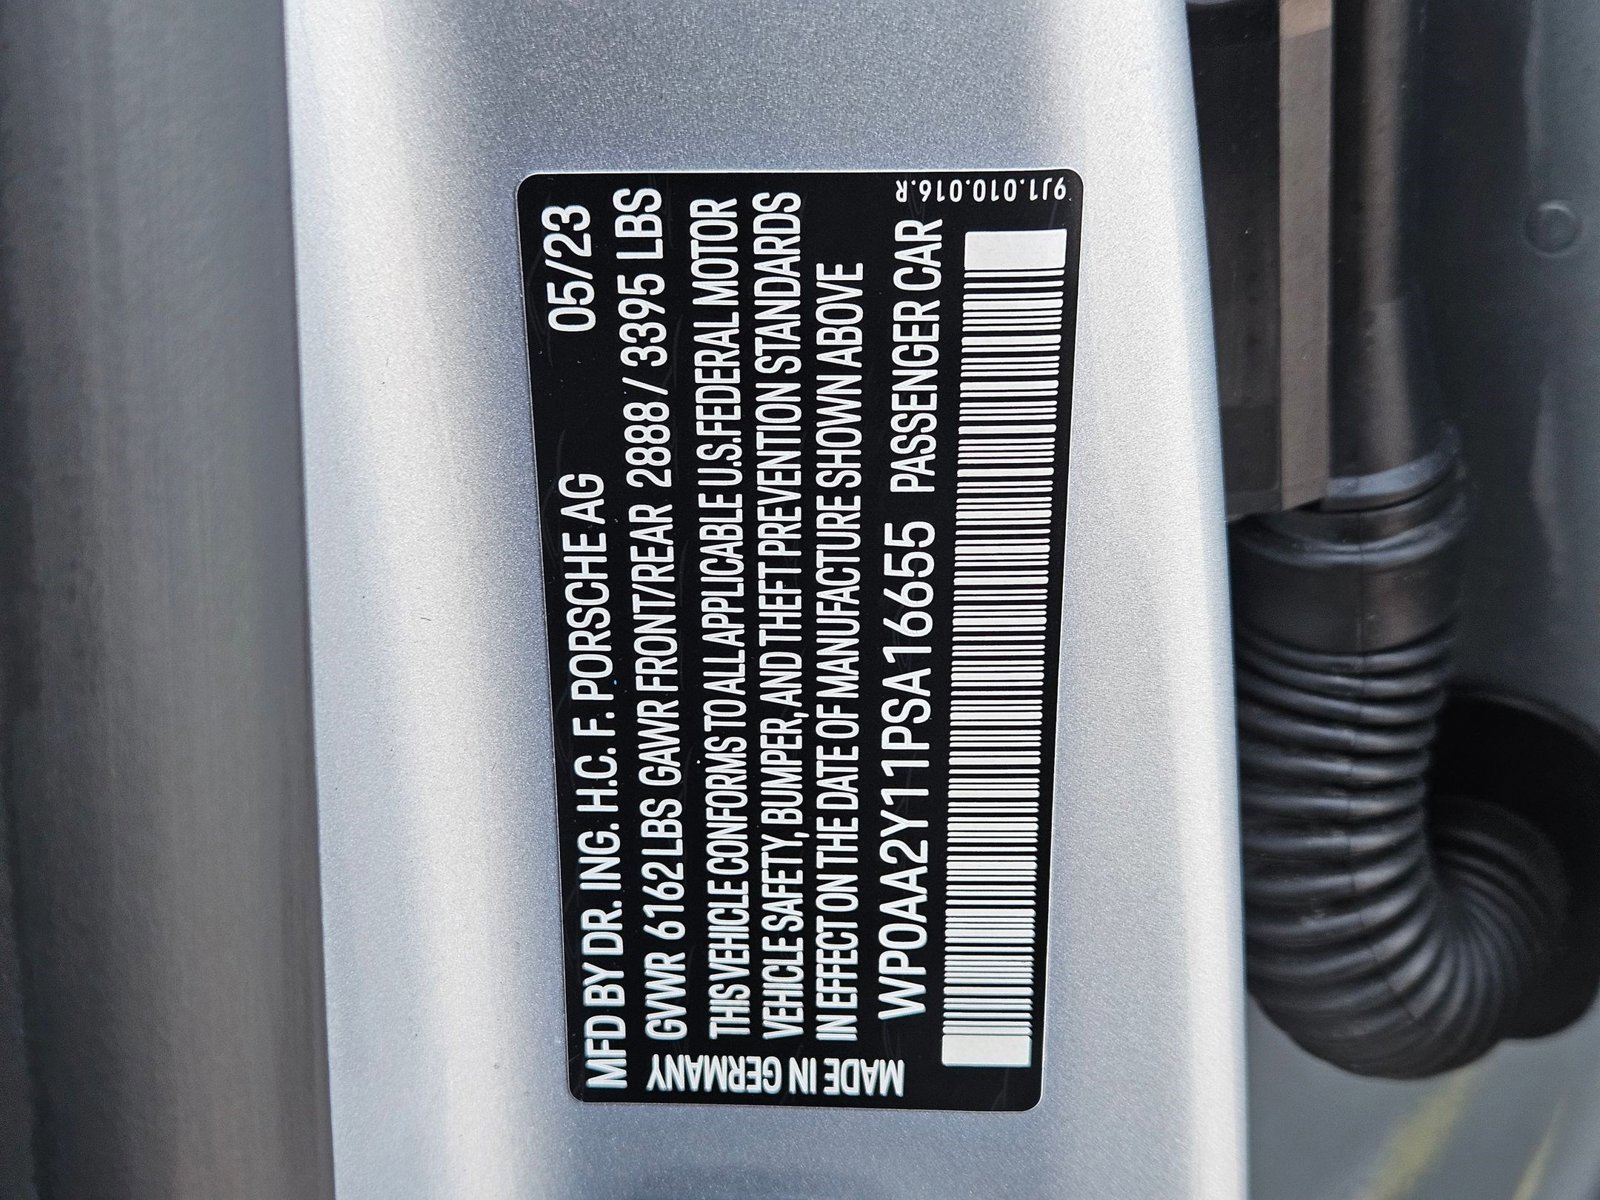 MFD BY DR. ING. H.C. F. PORSCHE AG 05/23
GVWR 6162 LBS GAWR FRONT/REAR 2888 / 3395 LBS
THIS VEHICLE CONFORMS TO ALL APPLICABLE U.S. FEDERAL MOTOR
VEHICLE SAFETY, BUMPER, AND THEFT PREVENTION STANDARDS
IN EFFECT ON THE DATE OF MANUFACTURE SHOWN ABOVE
WP0AA2Y11PSA16655 PASSENGER CAR
MADE IN GERMANY
9J1.010.016.R